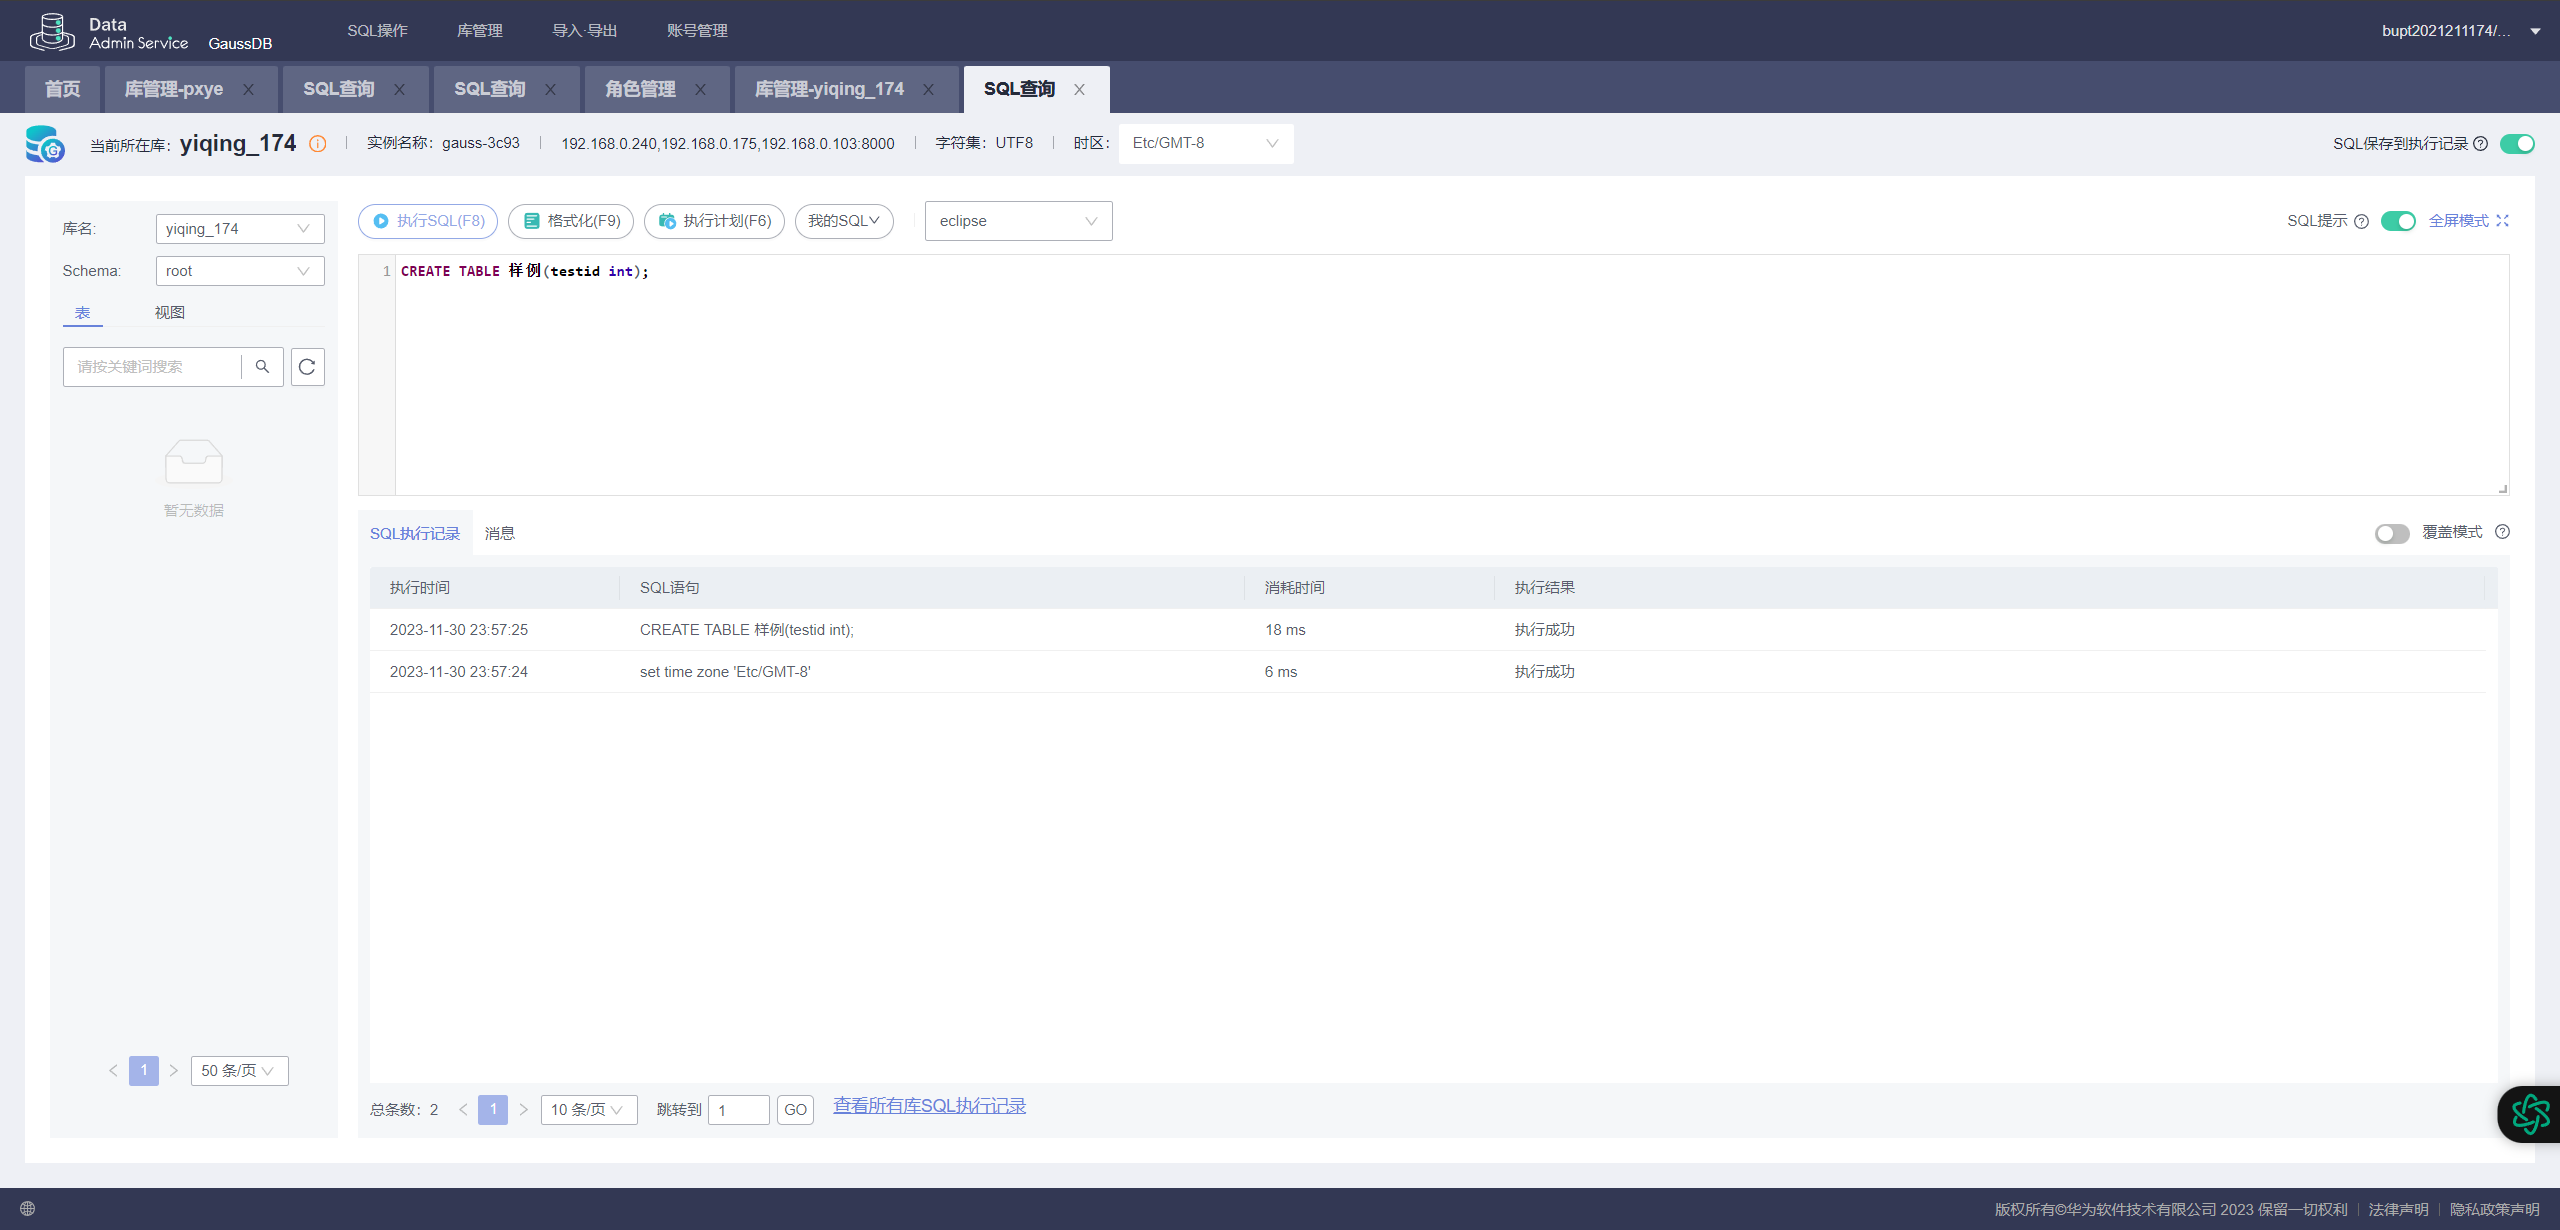 Data
Admin Service GaussDB
SQL操作 库管理 导入·导出 账号管理
bupt2021211174/...
首页 库管理-pxye SQL查询 SQL查询 角色管理 库管理-yiqing_174 SQL查询
当前所在库: yiqing_174 实例名称: gauss-3c93 192.168.0.240,192.168.0.175,192.168.0.103:8000 字符集: UTF8 时区: Etc/GMT-8
SQL保存到执行记录
库名: yiqing_174
Schema: root
表 视图
请按关键词搜索
暂无数据
1 50 条/页
执行SQL(F8) 格式化(F9) 执行计划(F6) 我的SQL eclipse
SQL提示 全屏模式
1 CREATE TABLE 样例(testid int);
SQL执行记录 消息
覆盖模式
执行时间 SQL语句 消耗时间 执行结果
2023-11-30 23:57:25 CREATE TABLE 样例(testid int); 18 ms 执行成功
2023-11-30 23:57:24 set time zone 'Etc/GMT-8' 6 ms 执行成功
总条数: 2 1 10 条/页 跳转到 1 GO 查看所有库SQL执行记录
版权所有©华为软件技术有限公司 2023 保留一切权利 法律声明 隐私政策声明